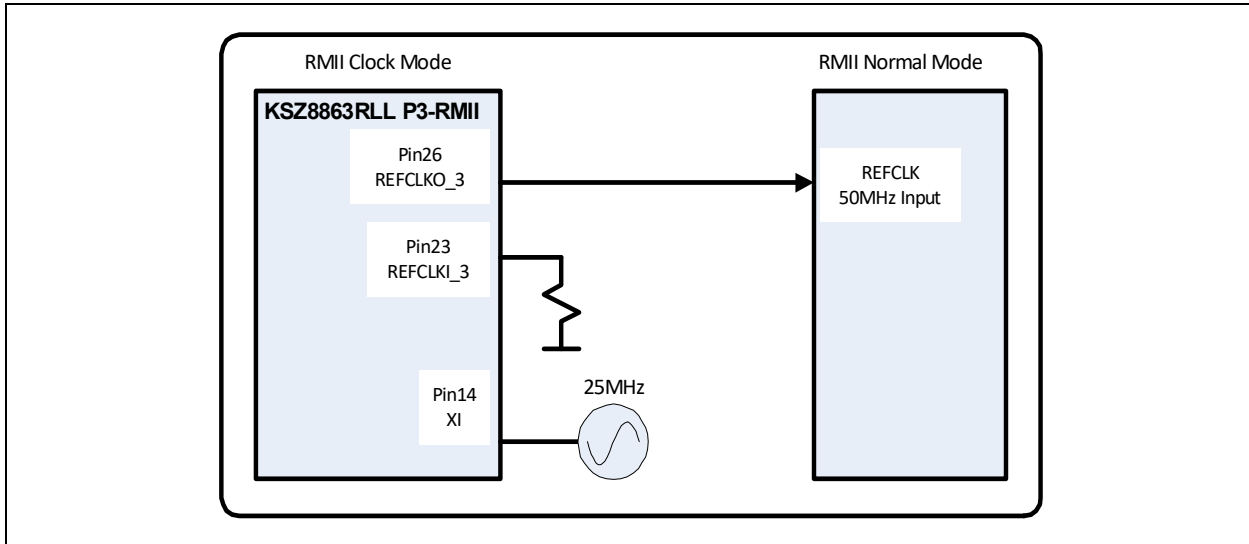 RMII Clock Mode
RMII Normal Mode
KSZ8863RLL P3-RMII
Pin26
REFCLKO_3
REFCLK
50MHz Input
Pin23
REFCLKI_3
25MHz
Pin14
XI